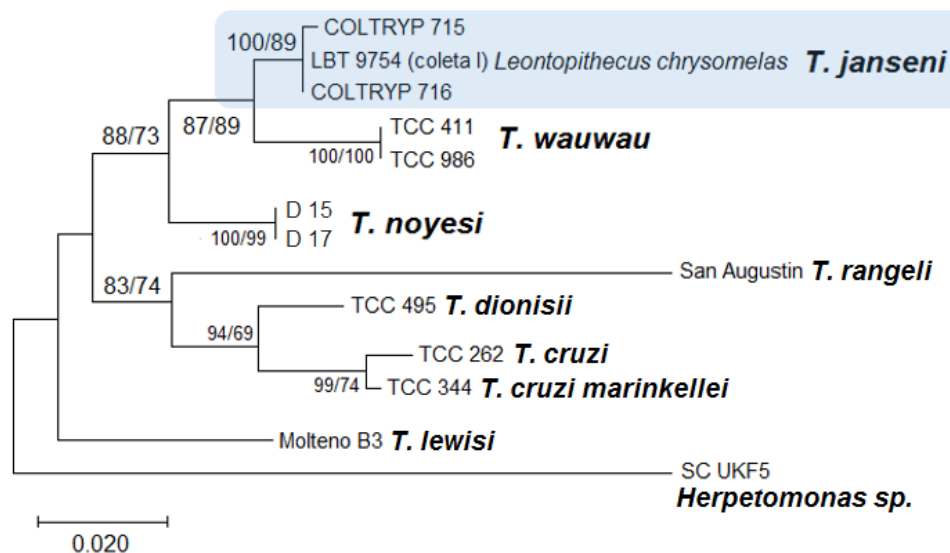 COLTRYP 715
100/89
LBT 9754 (coleta I) Leontopithecus chrysomelas T. janseni
COLTRYP 716
88/73
87/89
TCC 411
T. wauwau
100/100
TCC 986
D 15
T. noyesi
100/99
D 17
San Augustin T. rangeli
83/74
TCC 495 T. dionisii
94/69
TCC 262 T. cruzi
99/74
TCC 344 T. cruzi marinkellei
Molteno B3 T. lewisi
SC UKF5
Herpetomonas sp.
0.020